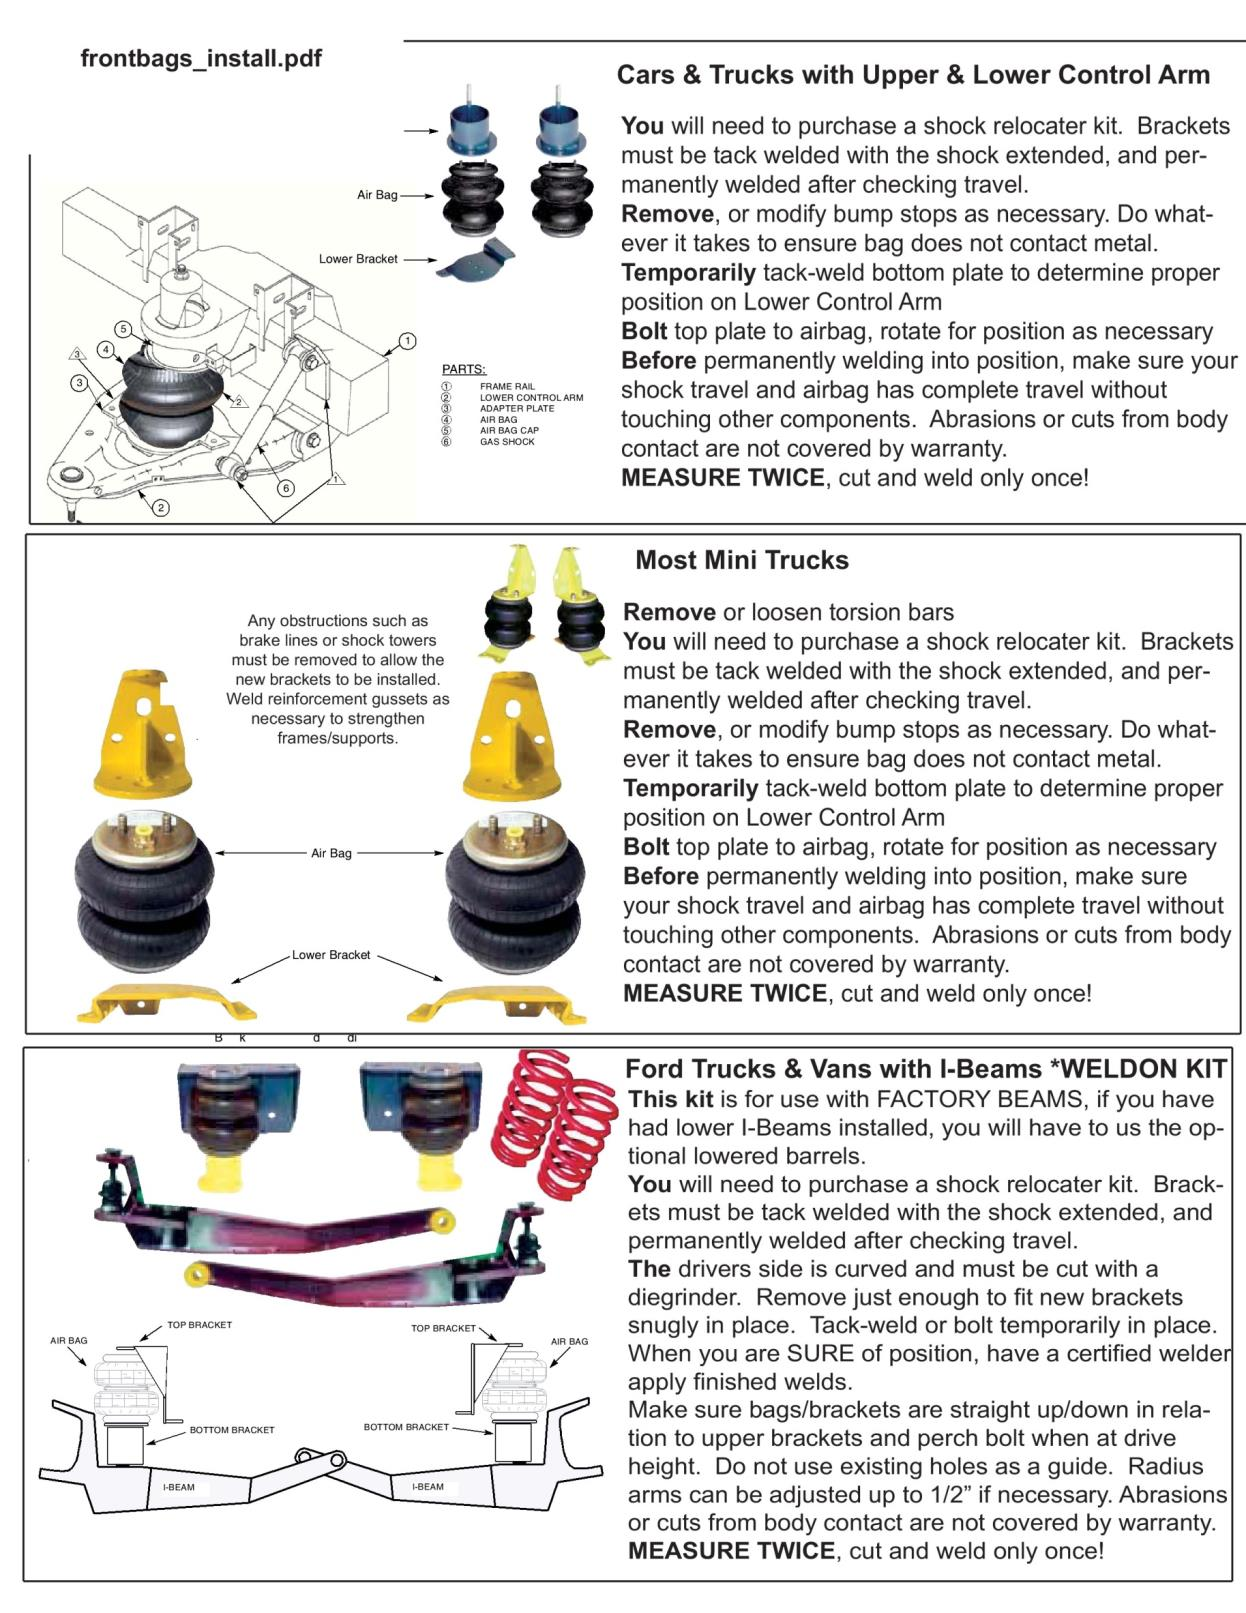 frontbags_install.pdf
Cars & Trucks with Upper & Lower Control Arm
You will need to purchase a shock relocater kit.  Brackets
must be tack welded with the shock extended, and per-
manently welded after checking travel.
Remove, or modify bump stops as necessary. Do what-
ever it takes to ensure bag does not contact metal.
Temporarily tack-weld bottom plate to determine proper
position on Lower Control Arm
Bolt top plate to airbag, rotate for position as necessary
Before permanently welding into position, make sure your
shock travel and airbag has complete travel without
touching other components.  Abrasions or cuts from body
contact are not covered by warranty.
MEASURE TWICE, cut and weld only once!
Air Bag
Lower Bracket
5
4
3
3
2
1
6
1
2
PARTS:
1 FRAME RAIL
2 LOWER CONTROL ARM
3 ADAPTER PLATE
4 AIR BAG
5 AIR BAG CAP
6 GAS SHOCK
Most Mini Trucks
Any obstructions such as
brake lines or shock towers
must be removed to allow the
new brackets to be installed.
Weld reinforcement gussets as
necessary to strengthen
frames/supports.
Air Bag
Lower Bracket
Remove or loosen torsion bars
You will need to purchase a shock relocater kit.  Brackets
must be tack welded with the shock extended, and per-
manently welded after checking travel.
Remove, or modify bump stops as necessary. Do what-
ever it takes to ensure bag does not contact metal.
Temporarily tack-weld bottom plate to determine proper
position on Lower Control Arm
Bolt top plate to airbag, rotate for position as necessary
Before permanently welding into position, make sure
your shock travel and airbag has complete travel without
touching other components.  Abrasions or cuts from body
contact are not covered by warranty.
MEASURE TWICE, cut and weld only once!
Ford Trucks & Vans with I-Beams *WELDON KIT
This kit is for use with FACTORY BEAMS, if you have
had lower I-Beams installed, you will have to us the op-
tional lowered barrels.
You will need to purchase a shock relocater kit.  Brack-
ets must be tack welded with the shock extended, and
permanently welded after checking travel.
The drivers side is curved and must be cut with a
diegrinder.  Remove just enough to fit new brackets
snugly in place.  Tack-weld or bolt temporarily in place.
When you are SURE of position, have a certified welder
apply finished welds.
Make sure bags/brackets are straight up/down in rela-
tion to upper brackets and perch bolt when at drive
height.  Do not use existing holes as a guide.  Radius
arms can be adjusted up to 1/2" if necessary. Abrasions
or cuts from body contact are not covered by warranty.
MEASURE TWICE, cut and weld only once!
TOP BRACKET
AIR BAG
BOTTOM BRACKET
I-BEAM
TOP BRACKET
AIR BAG
BOTTOM BRACKET
I-BEAM